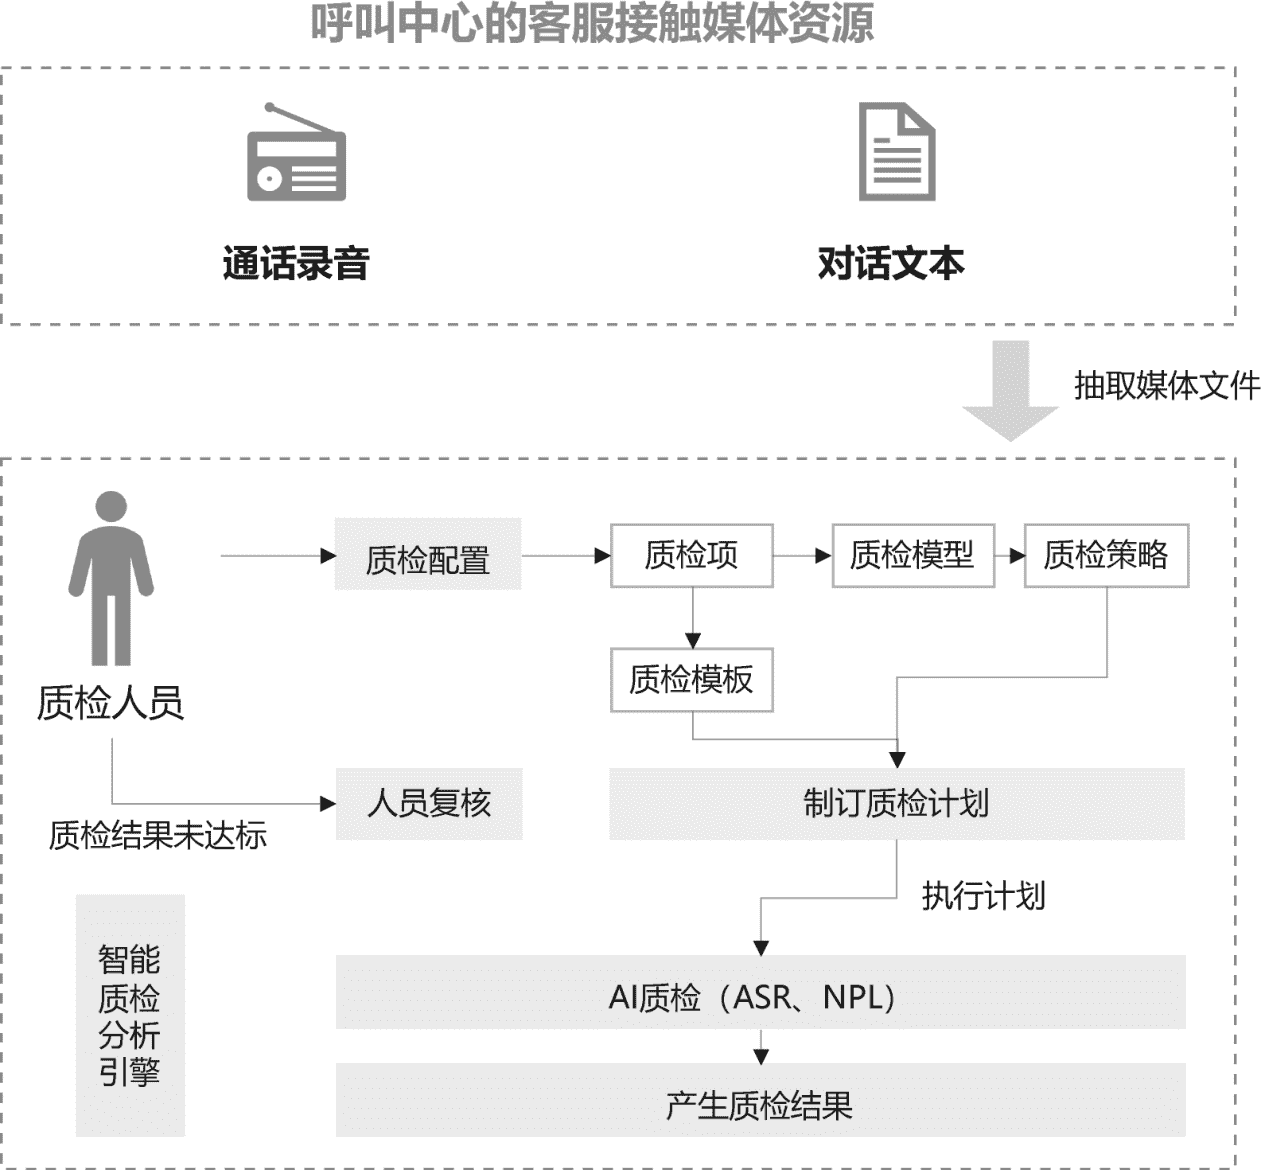 呼叫中心的客服接触媒体资源
通话录音
对话文本
抽取媒体文件
质检配置
质检项
质检模型
质检策略
质检模板
质检人员
人员复核
制订质检计划
质检结果未达标
执行计划
智能
质检
分析
引擎
AI质检（ASR、NPL）
产生质检结果